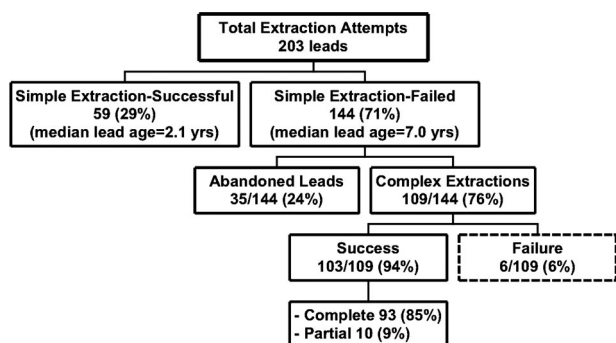 Total Extraction Attempts
203 leads
Simple Extraction-Successful
59 (29%)
(median lead age=2.1 yrs)
Simple Extraction-Failed
144 (71%)
(median lead age=7.0 yrs)
Abandoned Leads
35/144 (24%)
Complex Extractions
109/144 (76%)
Success
103/109 (94%)
Failure
6/109 (6%)
- Complete 93 (85%)
- Partial 10 (9%)